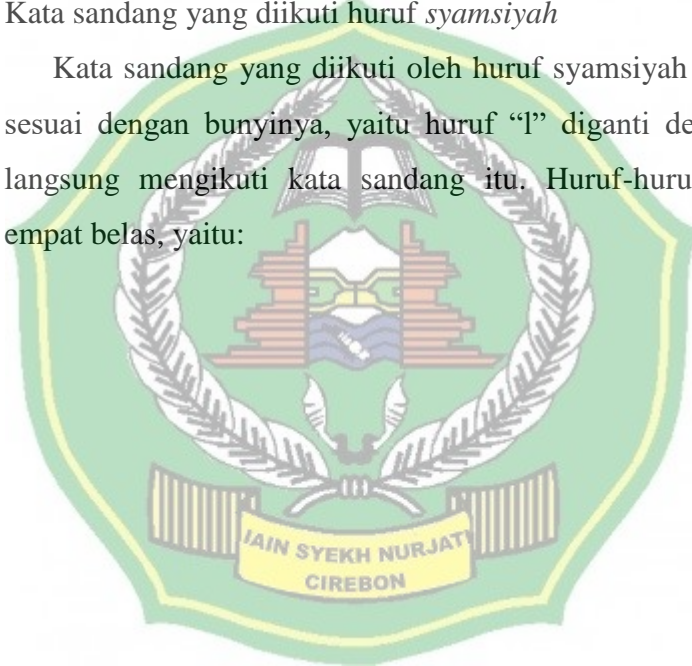 Kata sandang yang diikuti huruf syamsiyah
Kata sandang yang diikuti oleh huruf syamsiyah
sesuai dengan bunyinya, yaitu huruf “l” diganti de
langsung mengikuti kata sandang itu. Huruf-huru
empat belas, yaitu:
IAIN SYEKH NURJATI
CIREBON